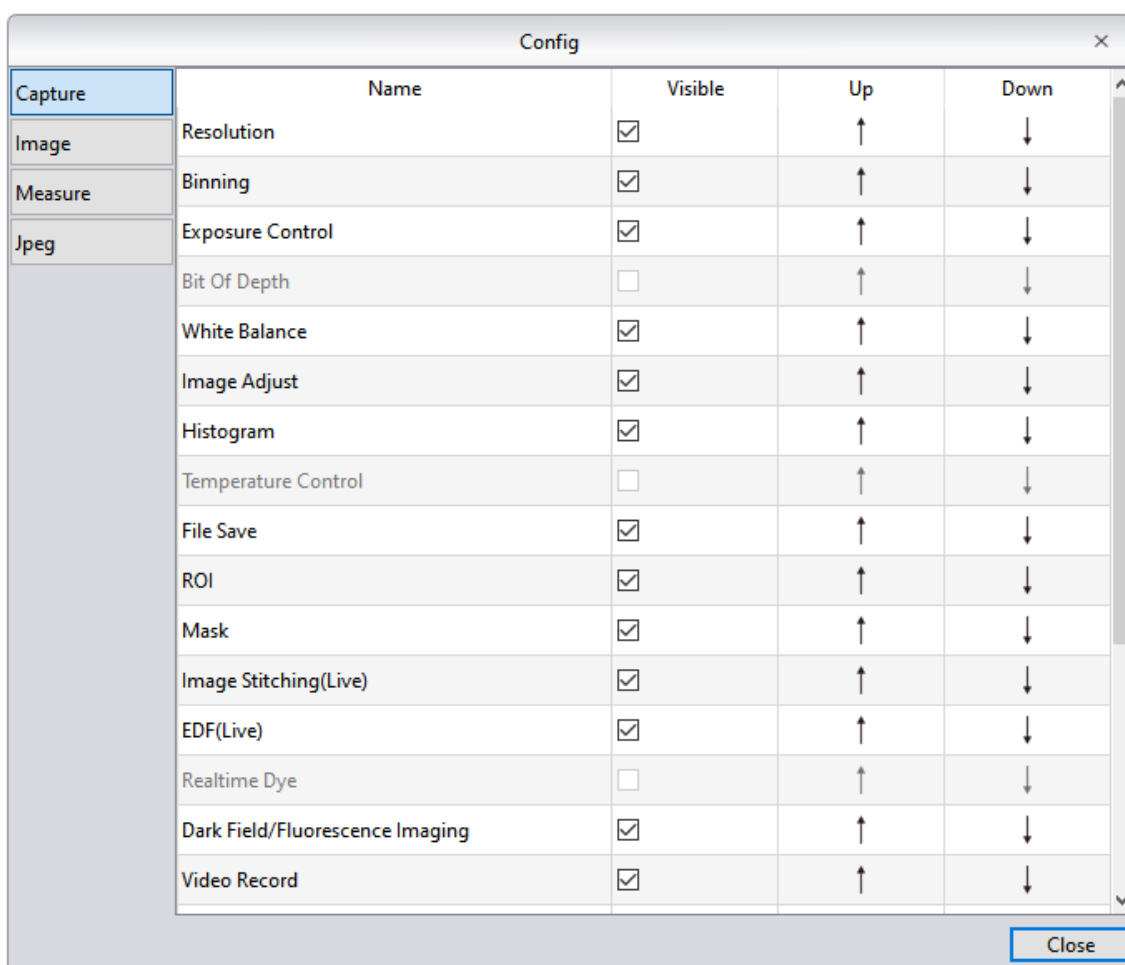 Config
Capture
Image
Measure
Jpeg
Name Visible Up Down
Resolution
Binning
Exposure Control
Bit Of Depth
White Balance
Image Adjust
Histogram
Temperature Control
File Save
ROI
Mask
Image Stitching(Live)
EDF(Live)
Realtime Dye
Dark Field/Fluorescence Imaging
Video Record
Close